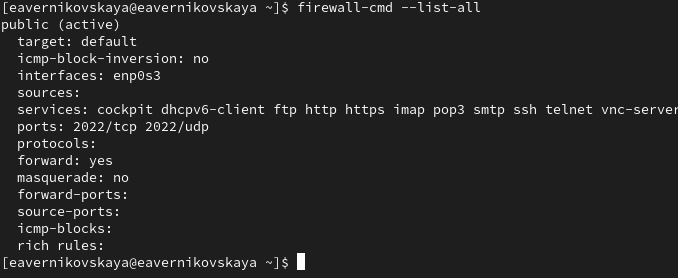 [eavernikovskaya@eavernikovskaya ~]$ firewall-cmd --list-all
public (active)
  target: default
  icmp-block-inversion: no
  interfaces: enp0s3
  sources:
  services: cockpit dhcpv6-client ftp http https imap pop3 smtp ssh telnet vnc-server
  ports: 2022/tcp 2022/udp
  protocols:
  forward: yes
  masquerade: no
  forward-ports:
  source-ports:
  icmp-blocks:
  rich rules:
[eavernikovskaya@eavernikovskaya ~]$